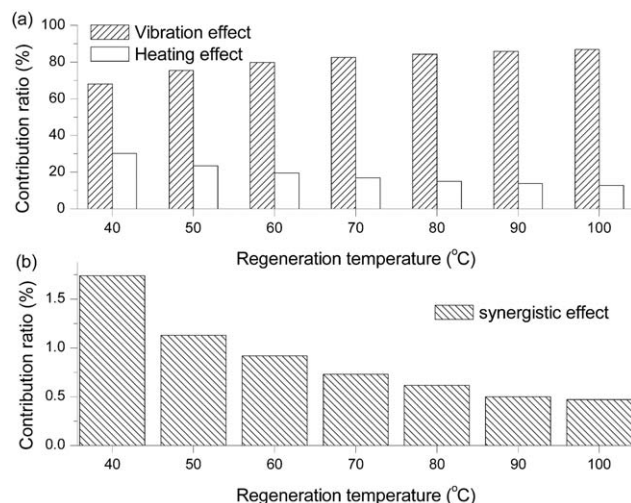 (a)
100
80
60
40
20
0
Contribution ratio (%)
Vibration effect
Heating effect
40 50 60 70 80 90 100
Regeneration temperature (°C)
(b)
1.5
1.0
0.5
0.0
Contribution ratio (%)
synergistic effect
40 50 60 70 80 90 100
Regeneration temperature (°C)